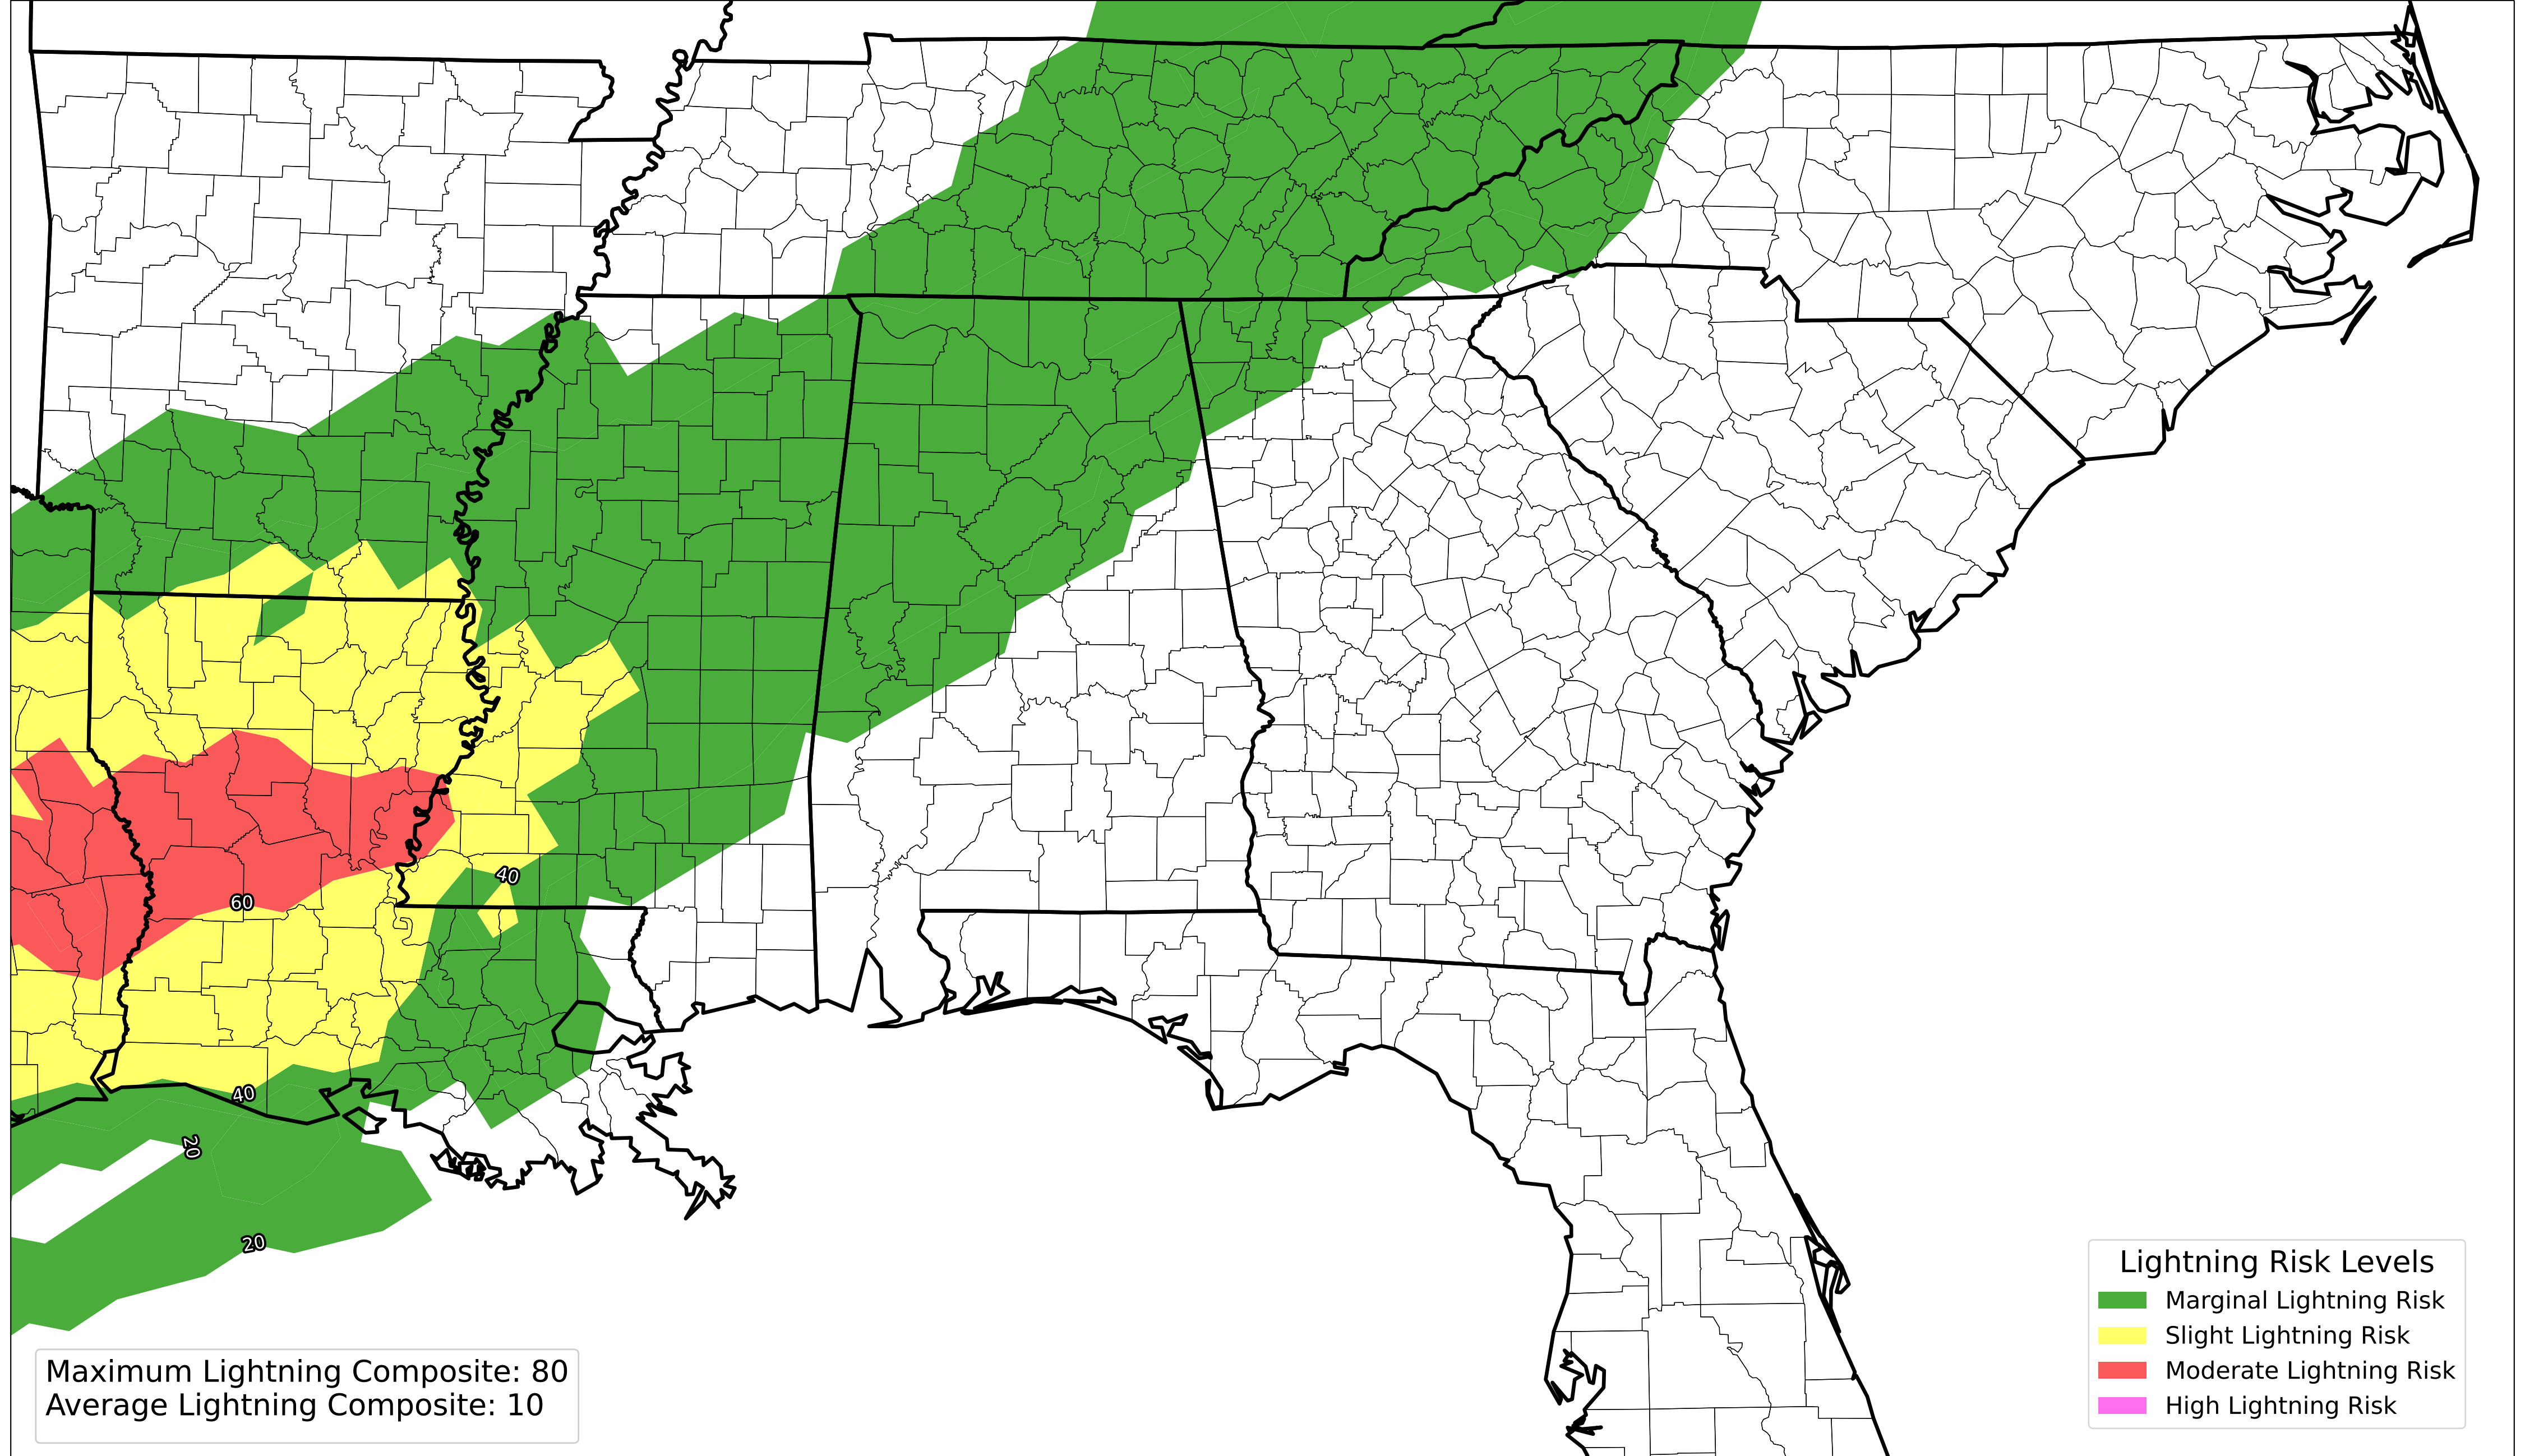 40
60
40
20
20
Lightning Risk Levels
Marginal Lightning Risk
Slight Lightning Risk
Moderate Lightning Risk
High Lightning Risk
Maximum Lightning Composite: 80
Average Lightning Composite: 10